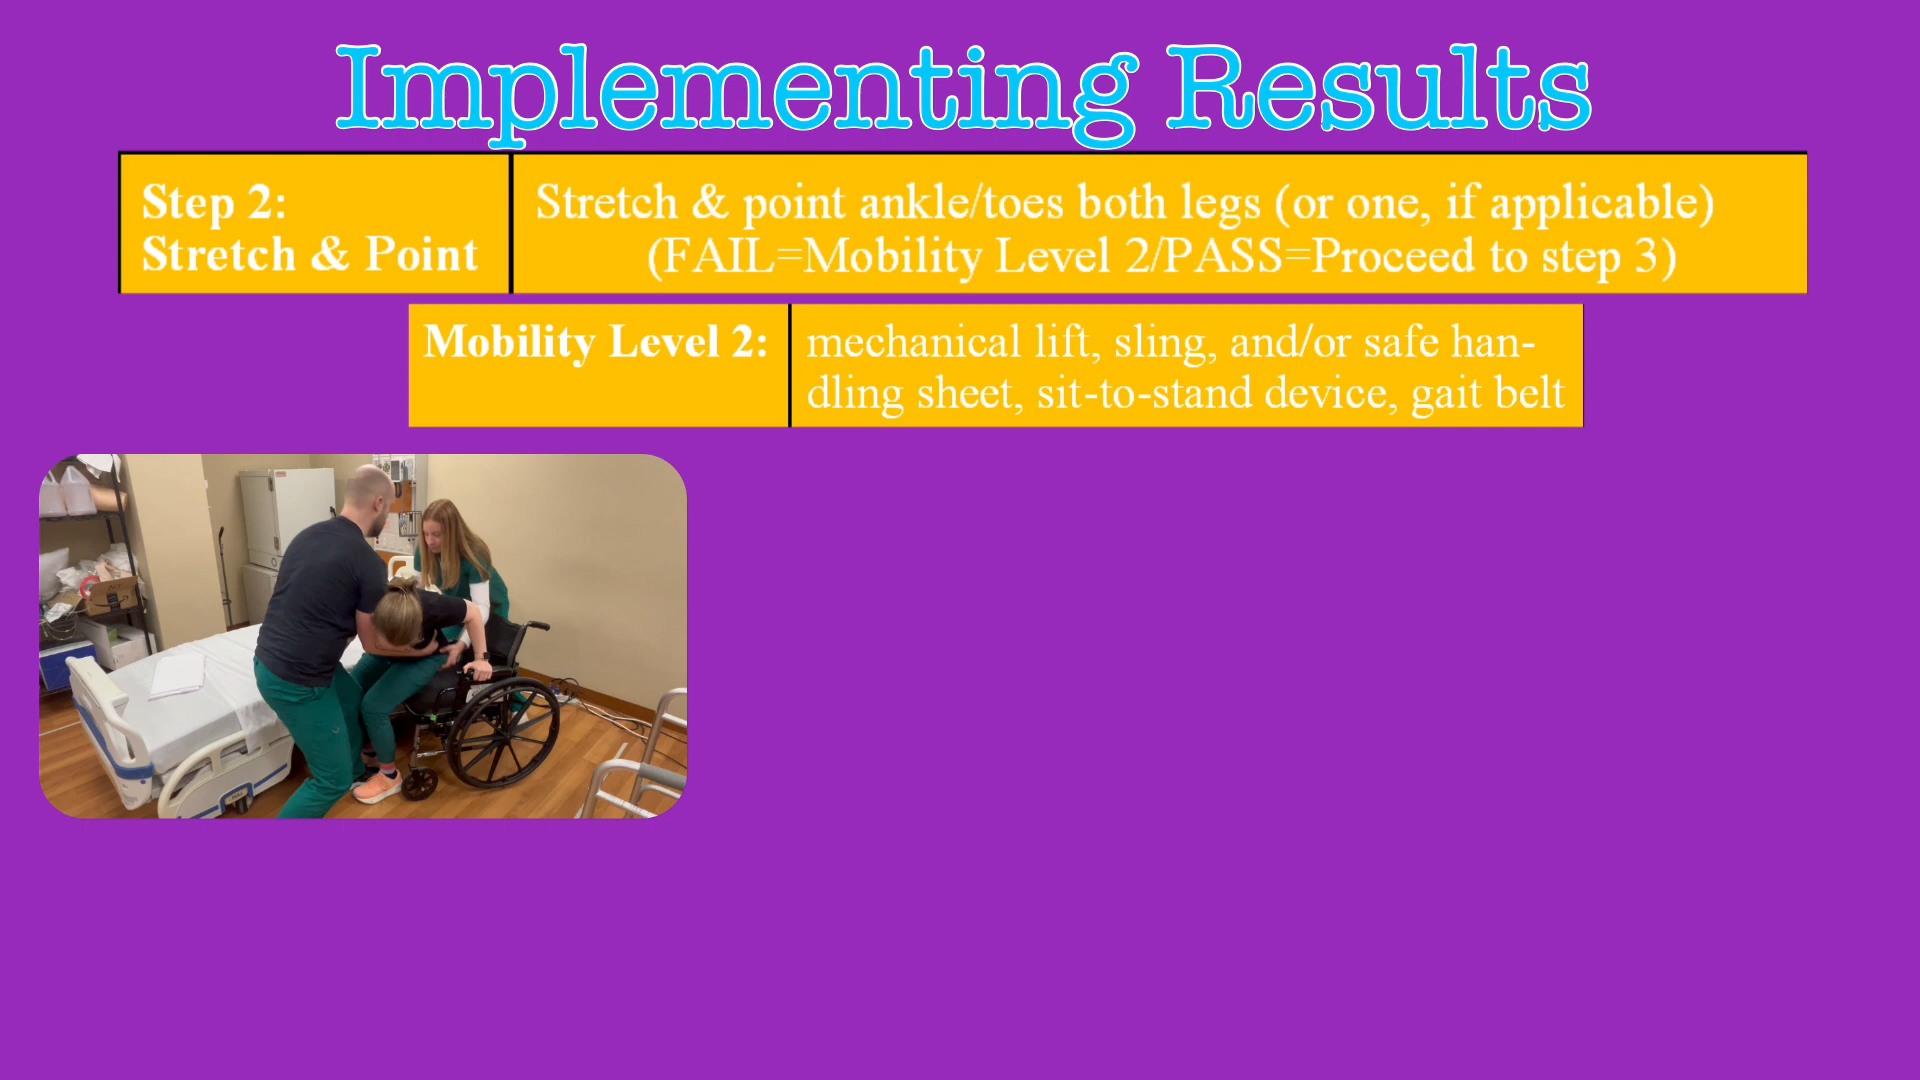 Implementing Results
Step 2:
Stretch & Point
Stretch & point ankle/toes both legs (or one, if applicable)
(FAIL=Mobility Level 2/PASS=Proceed to step 3)
Mobility Level 2:
mechanical lift, sling, and/or safe han-
dling sheet, sit-to-stand device, gait belt